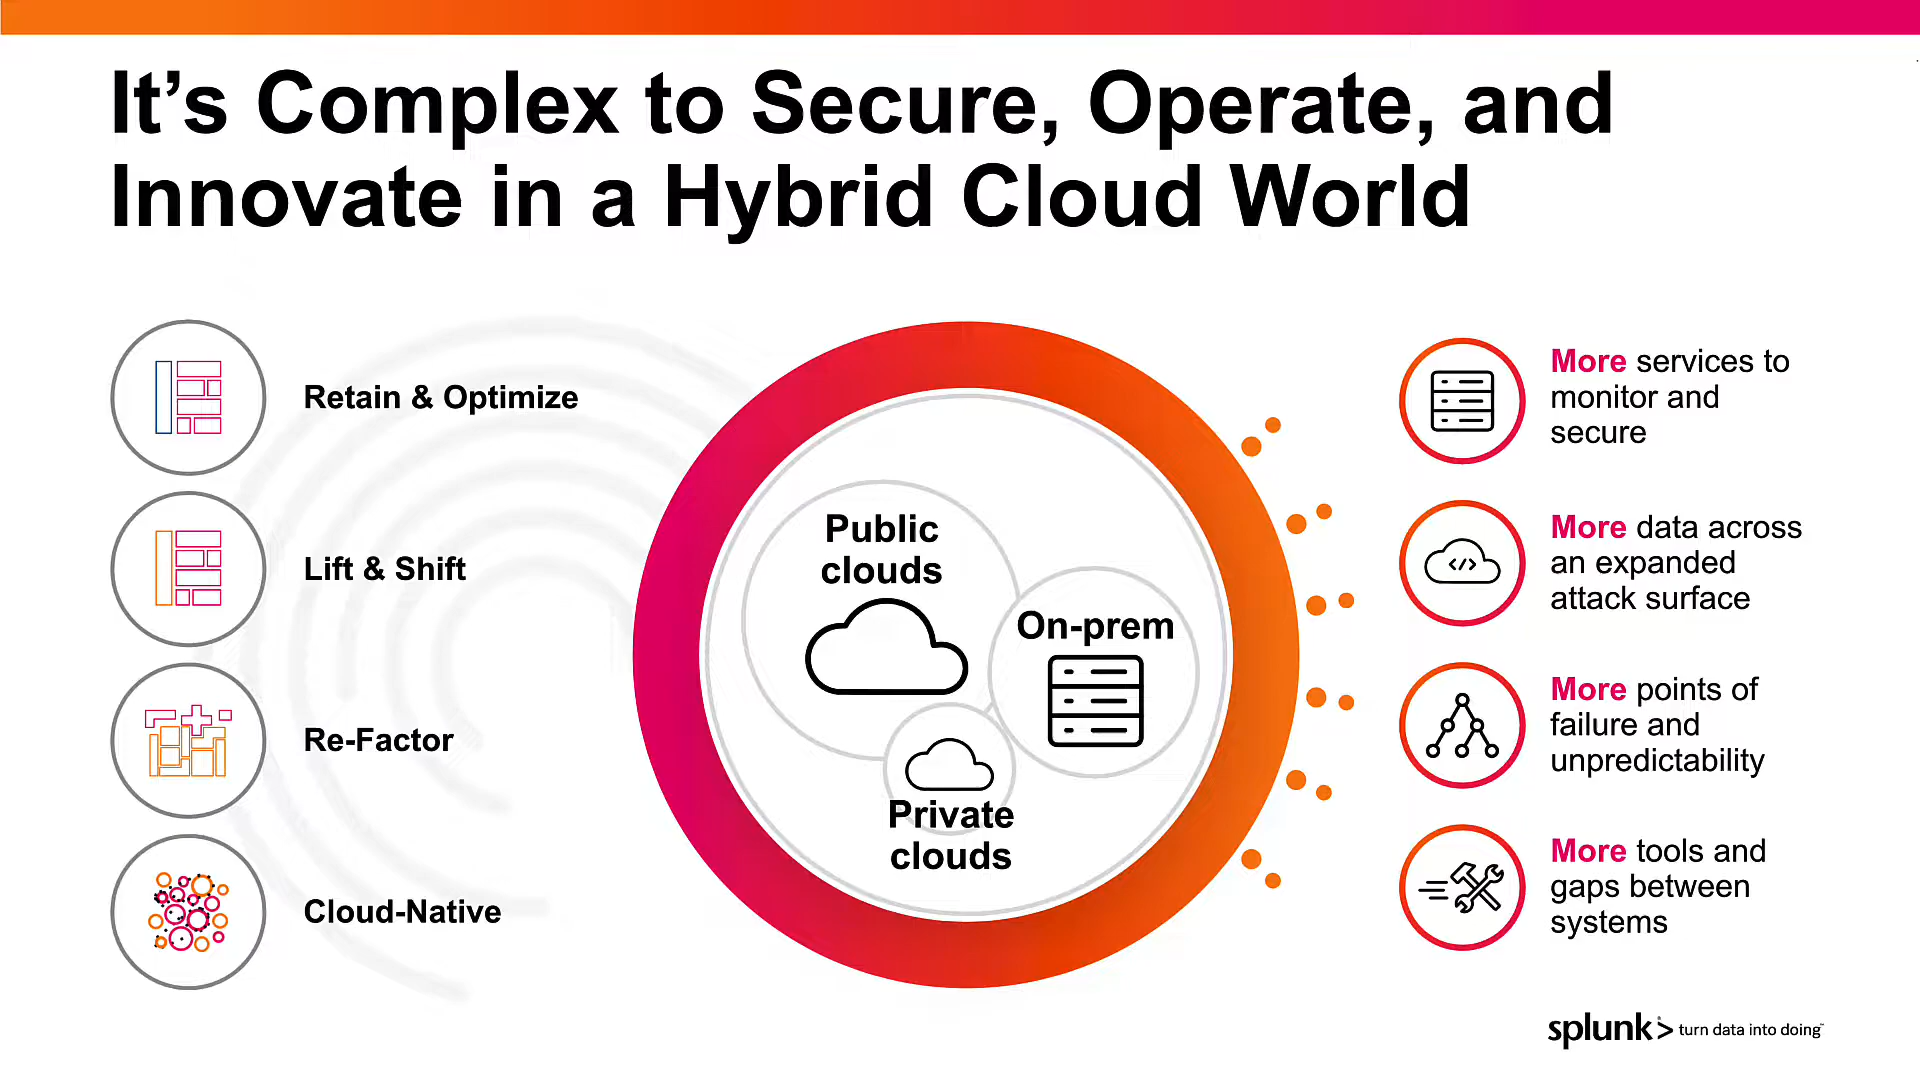 It’s Complex to Secure, Operate, and
Innovate in a Hybrid Cloud World
Retain & Optimize
Lift & Shift
Re-Factor
Cloud-Native
Public
clouds
On-prem
Private
clouds
More services to
monitor and
secure
</>
More data across
an expanded
attack surface
More points of
failure and
unpredictability
More tools and
gaps between
systems
splunk> turn data into doing™